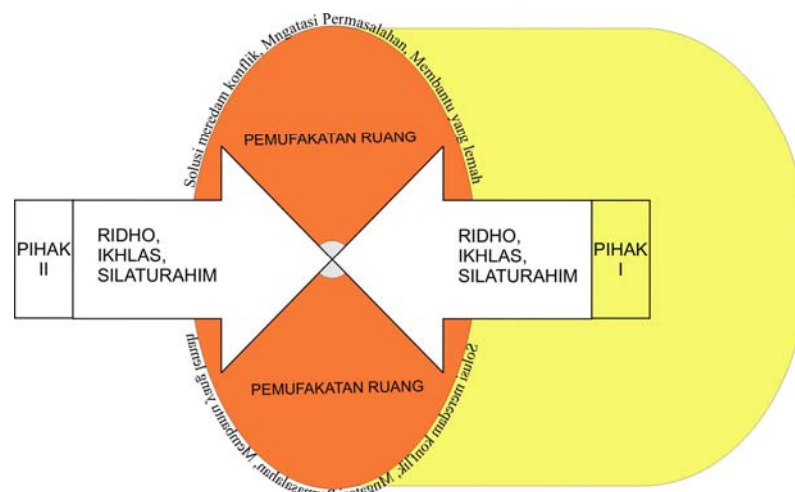 Solusi meredam konflik, Mngatasi Permasalahan, Membantu yang lemah
PEMUFAKATAN RUANG
PIHAK
II
RIDHO,
IKHLAS,
SILATURAHIM
RIDHO,
IKHLAS,
SILATURAHIM
PIHAK
I
PEMUFAKATAN RUANG
Solusi meredam konflik, Mngatasi Permasalahan, Membantu yang lemah